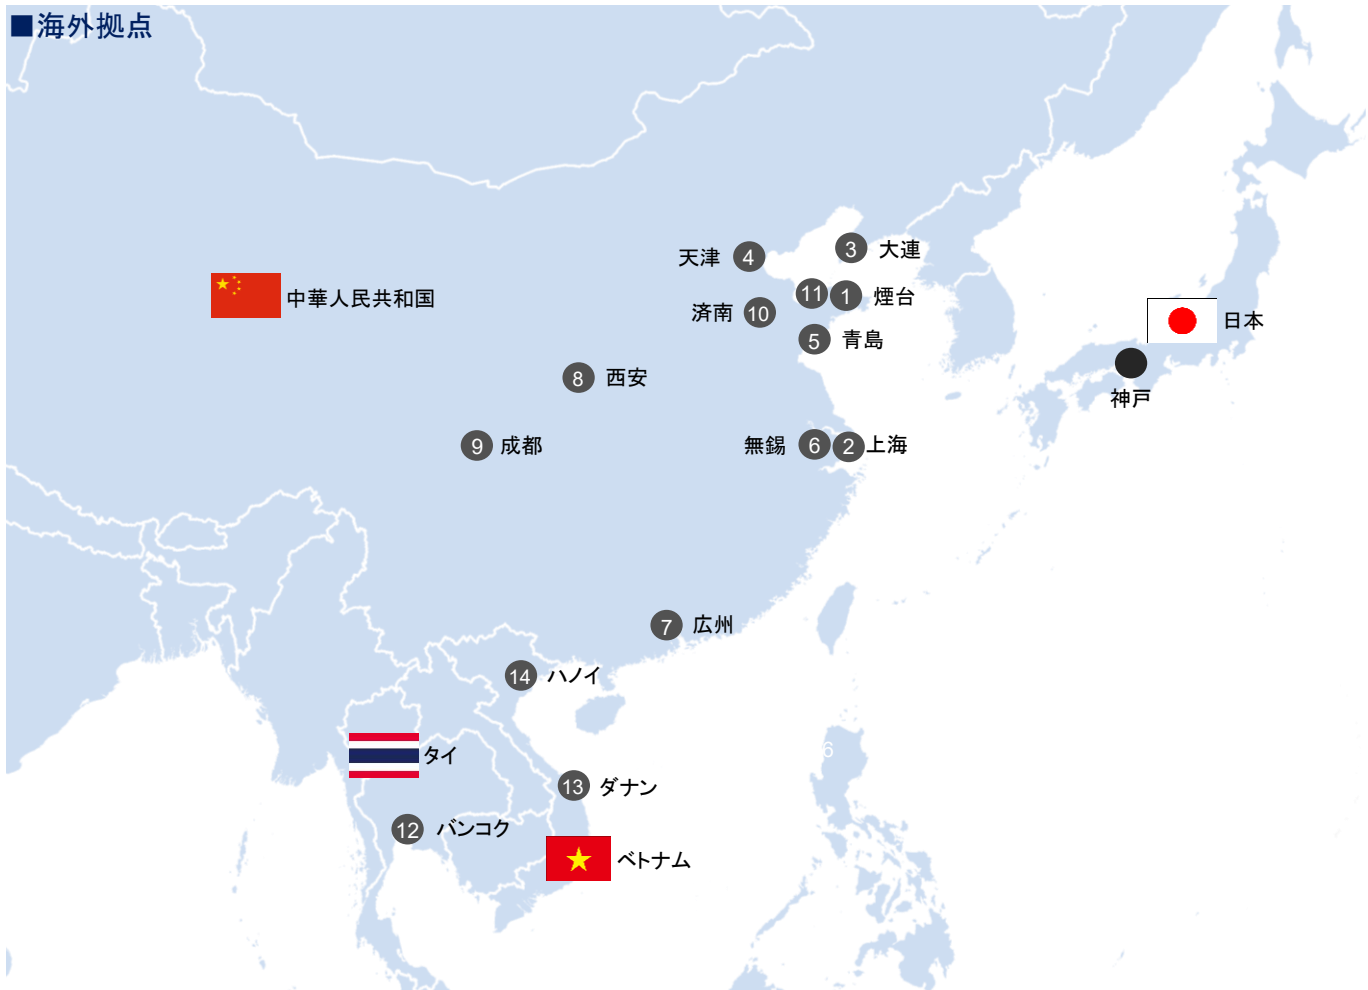 ■海外拠点
天津
4
3
大連
中華人民共和国
11
1
煙台
済南
10
5
青島
日本
神戸
8
西安
9
成都
無錫
6
2
上海
7
広州
14
ハノイ
タイ
6
13
ダナン
12
バンコク
ベトナム